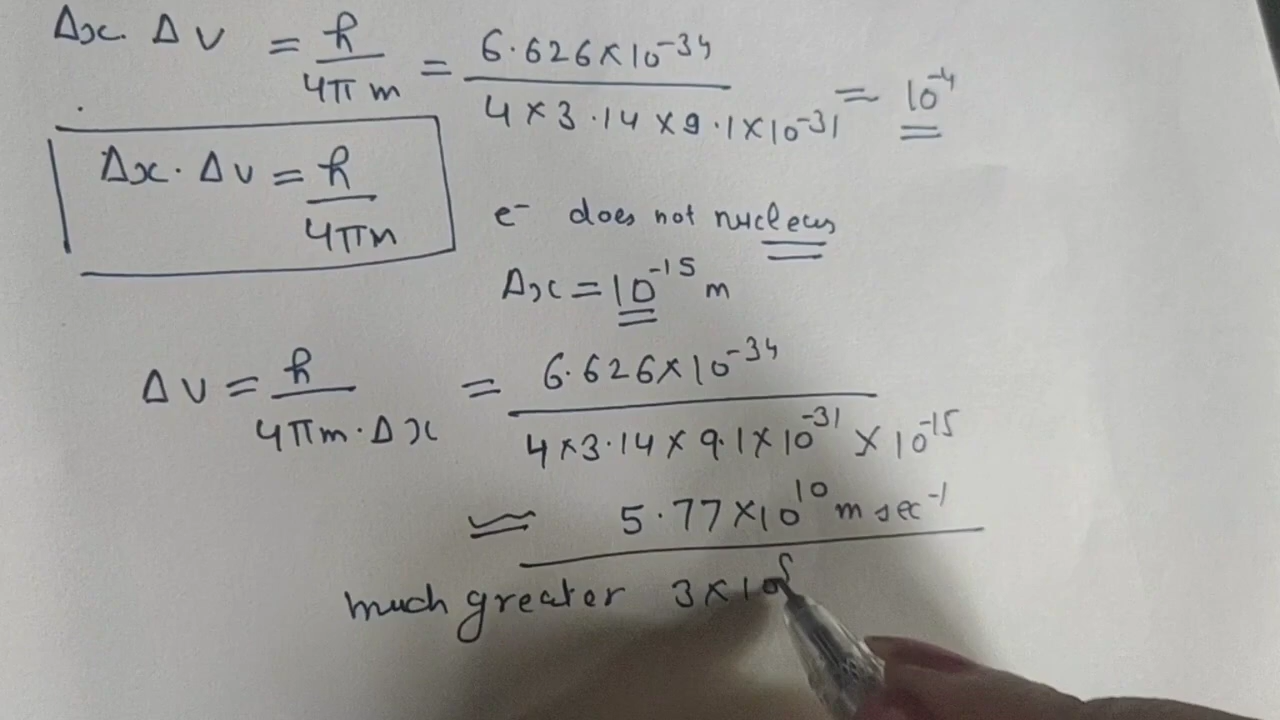 Δx. Δv = h/4πm = 6.626×10⁻³⁴/4×3.14×9.1×10⁻³¹ = 10⁻⁴
Δx.Δv = h/4πm
e⁻ does not nucleus
Δx = 10⁻¹⁵ m
Δv = h/4πm.Δx = 6.626×10⁻³⁴/4×3.14×9.1×10⁻³¹ × 10⁻¹⁵
≃ 5.77×10¹⁰ m sec⁻¹
much greater 3×10